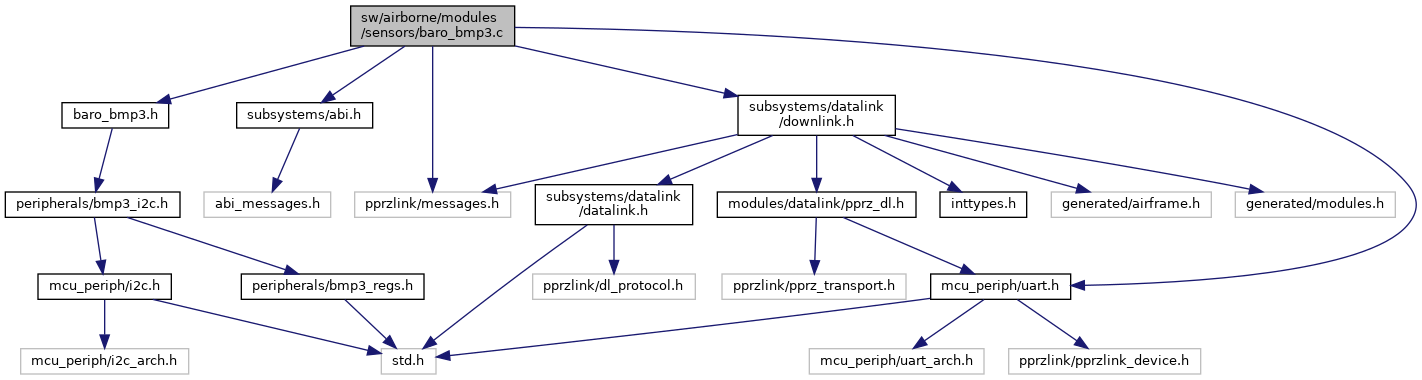 sw/airborne/modules
/sensors/baro_bmp3.c
baro_bmp3.h
subsystems/abi.h
subsystems/datalink
/downlink.h
peripherals/bmp3_i2c.h
abi_messages.h
pprzlink/messages.h
subsystems/datalink
/datalink.h
modules/datalink/pprz_dl.h
inttypes.h
generated/airframe.h
generated/modules.h
mcu_periph/i2c.h
peripherals/bmp3_regs.h
pprzlink/dl_protocol.h
pprzlink/pprz_transport.h
mcu_periph/uart.h
mcu_periph/i2c_arch.h
std.h
mcu_periph/uart_arch.h
pprzlink/pprzlink_device.h